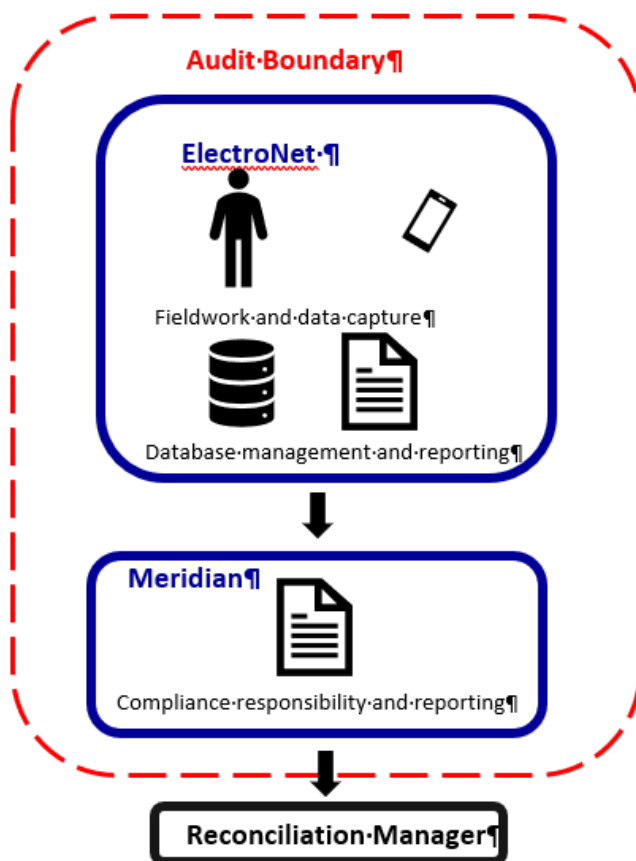 Audit·Boundary¶
ElectroNet·¶
Fieldwork·and·data·capture¶
Database·management·and·reporting¶
Meridian¶
Compliance·responsibility·and·reporting¶
Reconciliation·Manager¶